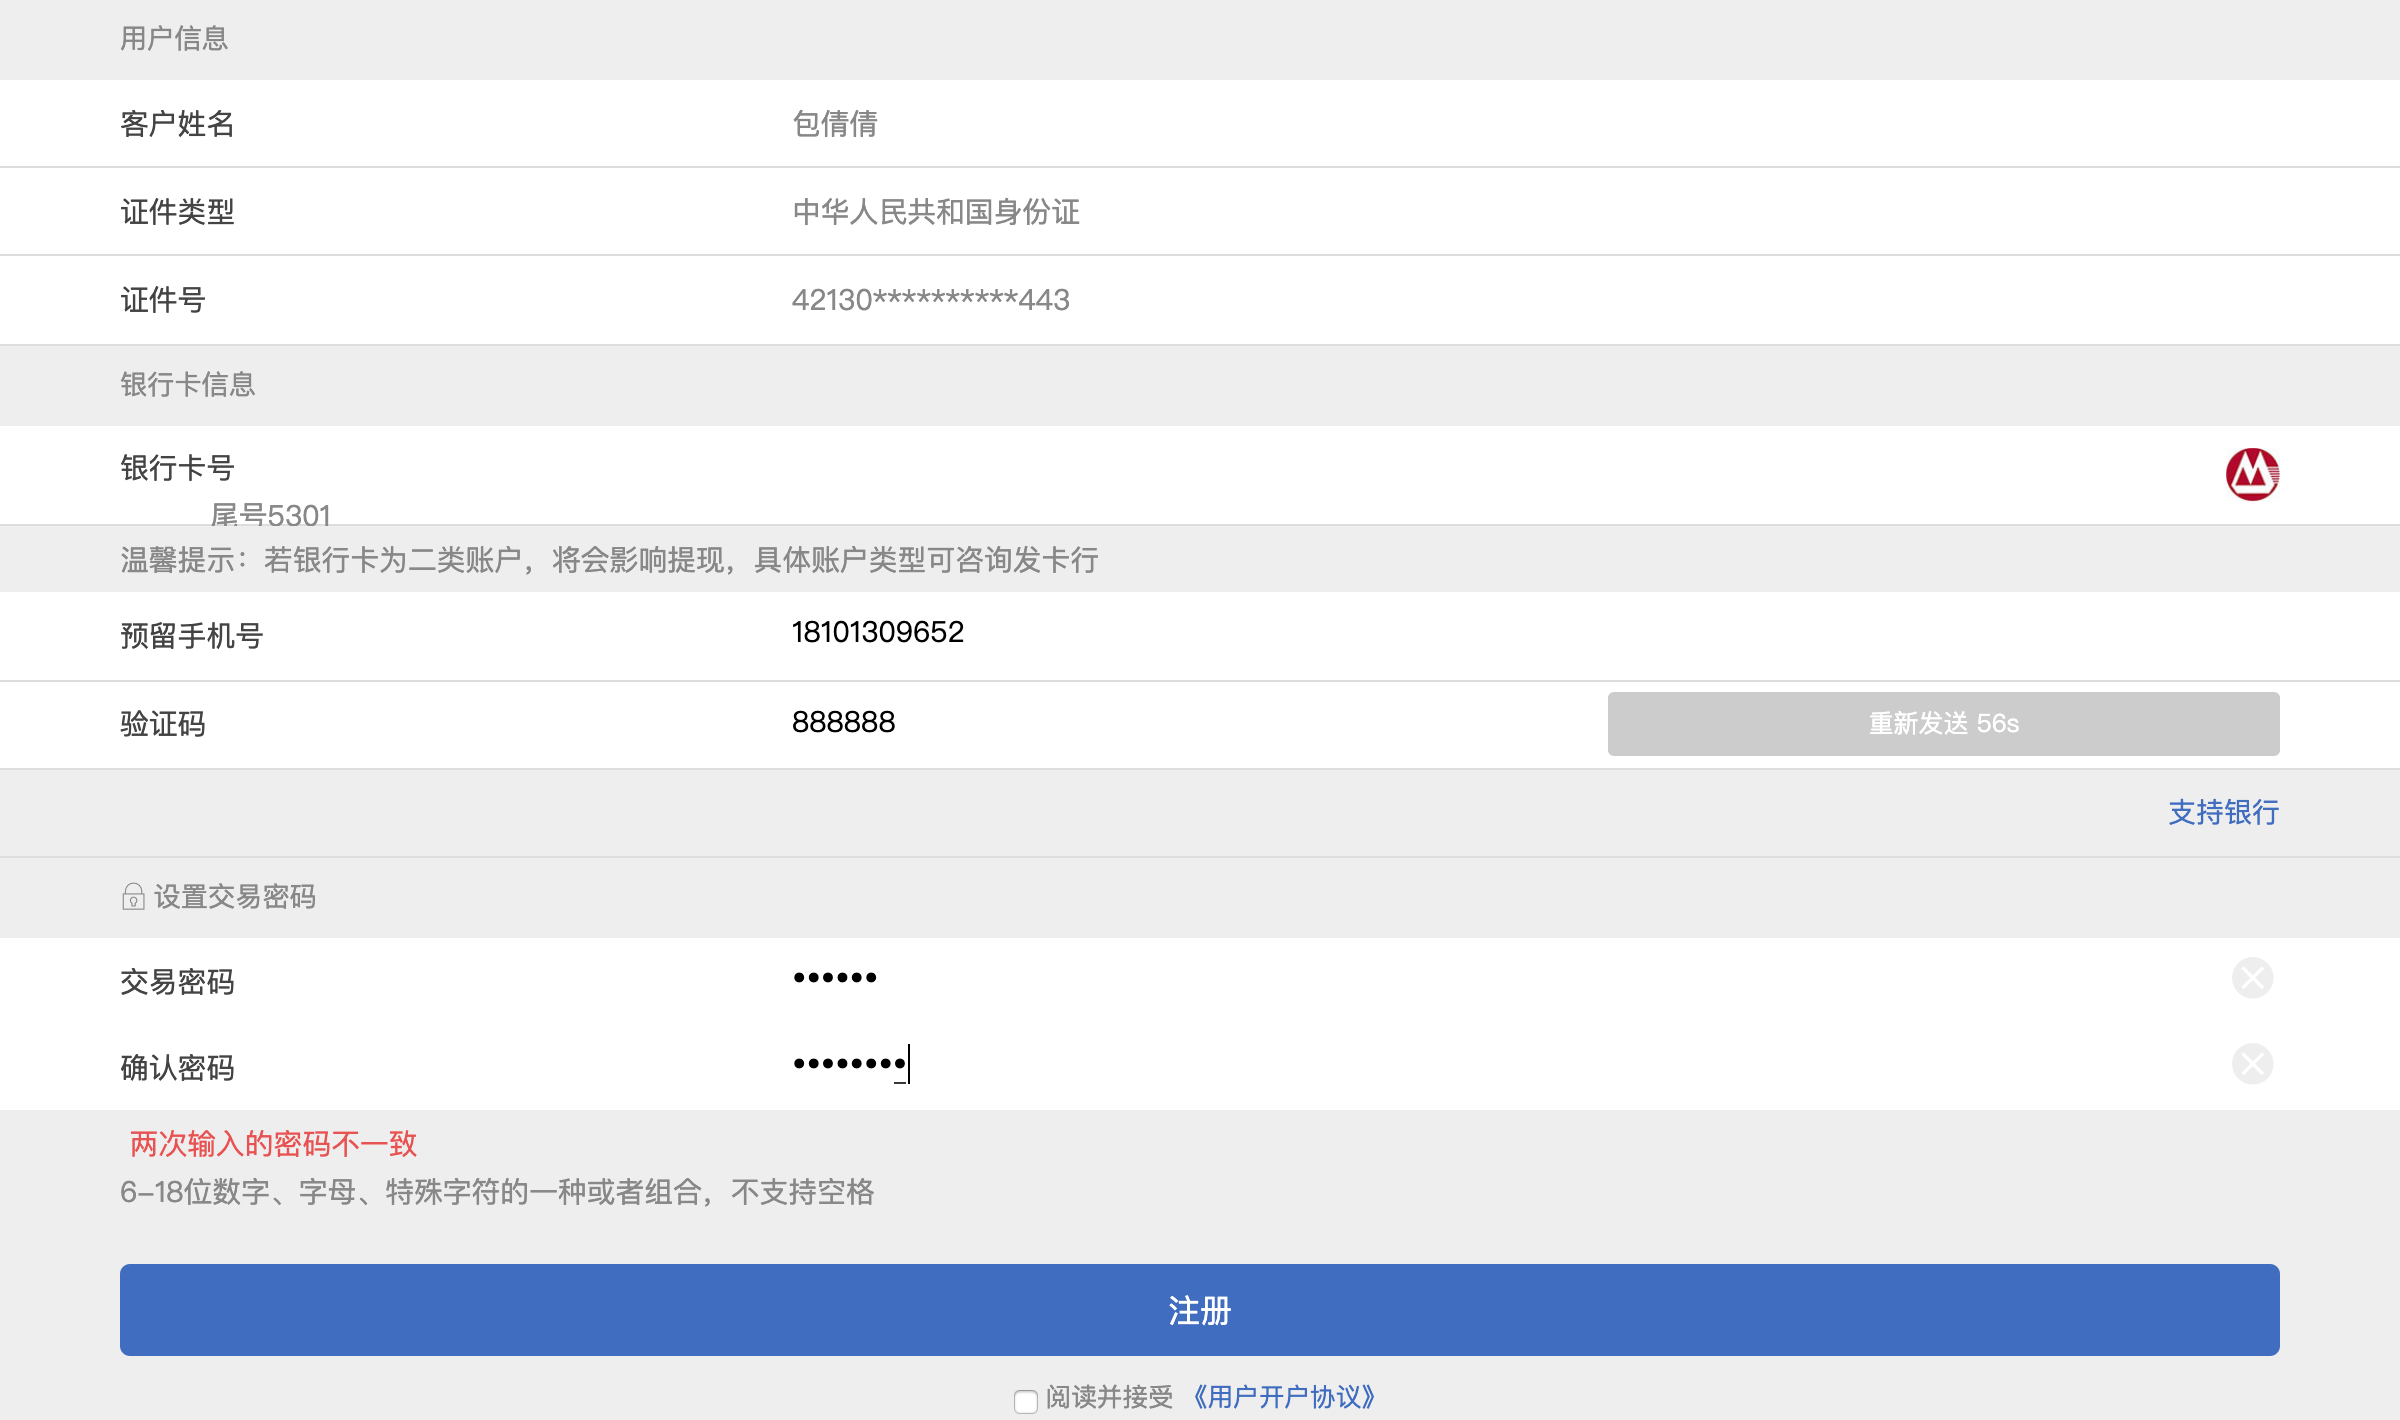 用户信息
客户姓名 包倩倩
证件类型 中华人民共和国身份证
证件号 42130**********443
银行卡信息
银行卡号
尾号5301
温馨提示：若银行卡为二类账户，将会影响提现，具体账户类型可咨询发卡行
预留手机号 18101309652
验证码 888888 重新发送 56s
支持银行
设置交易密码
交易密码 ••••••
确认密码 ••••••••
两次输入的密码不一致
6-18位数字、字母、特殊字符的一种或者组合，不支持空格
注册
阅读并接受 《用户开户协议》